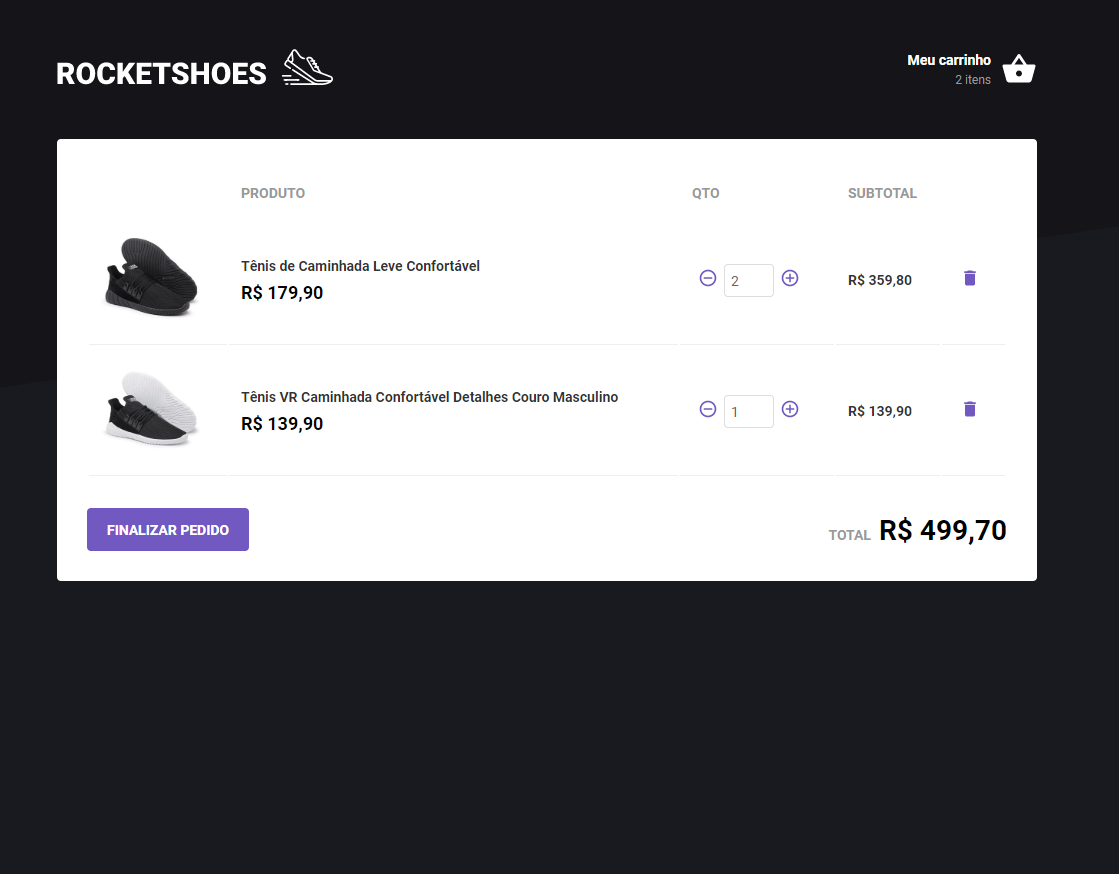 ROCKETSHOES
Meu carrinho
2 itens
PRODUTO QTO SUBTOTAL
Tênis de Caminhada Leve Confortável
R$ 179,90
2
R$ 359,80
Tênis VR Caminhada Confortável Detalhes Couro Masculino
R$ 139,90
1
R$ 139,90
FINALIZAR PEDIDO
TOTAL R$ 499,70